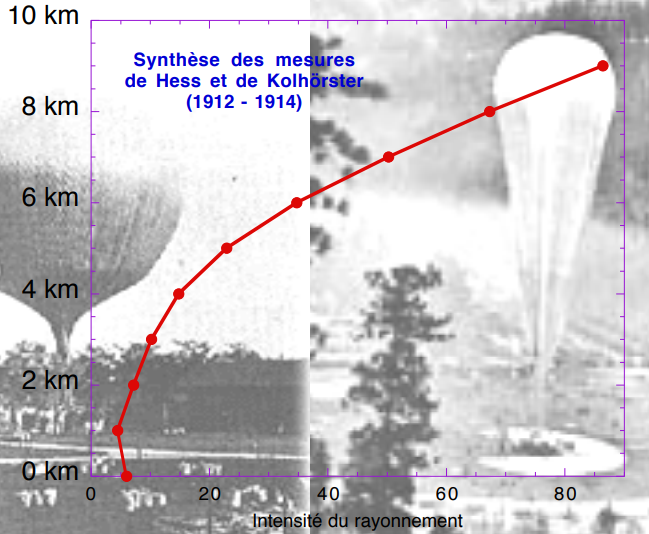 10 km
Synthèse des mesures
de Hess et de Kolhörster
(1912 - 1914)
8 km
6 km
4 km
2 km
0 km
0 20 40 60 80
Intensité du rayonnement